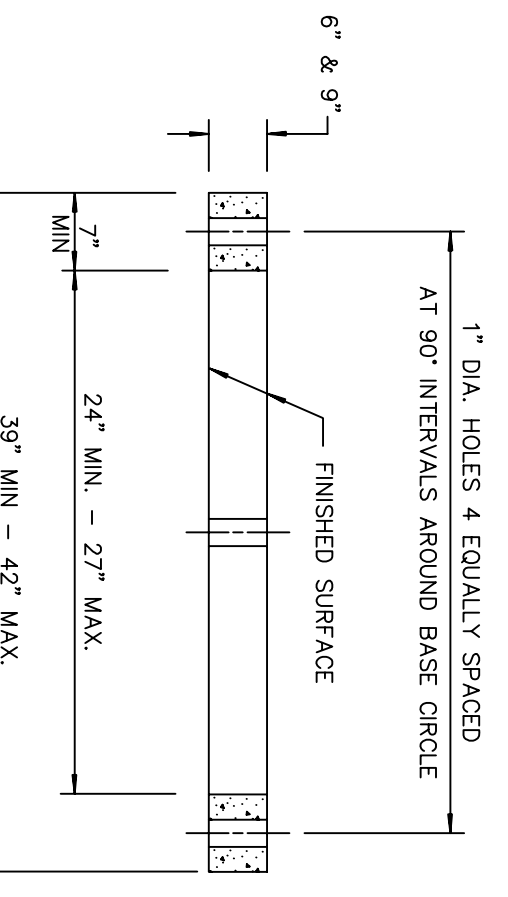 1" DIA. HOLES 4 EQUALLY SPACED
AT 90° INTERVALS AROUND BASE CIRCLE
6" & 9"
FINISHED SURFACE
7"
MIN
24" MIN. – 27" MAX.
39" MIN – 42" MAX.